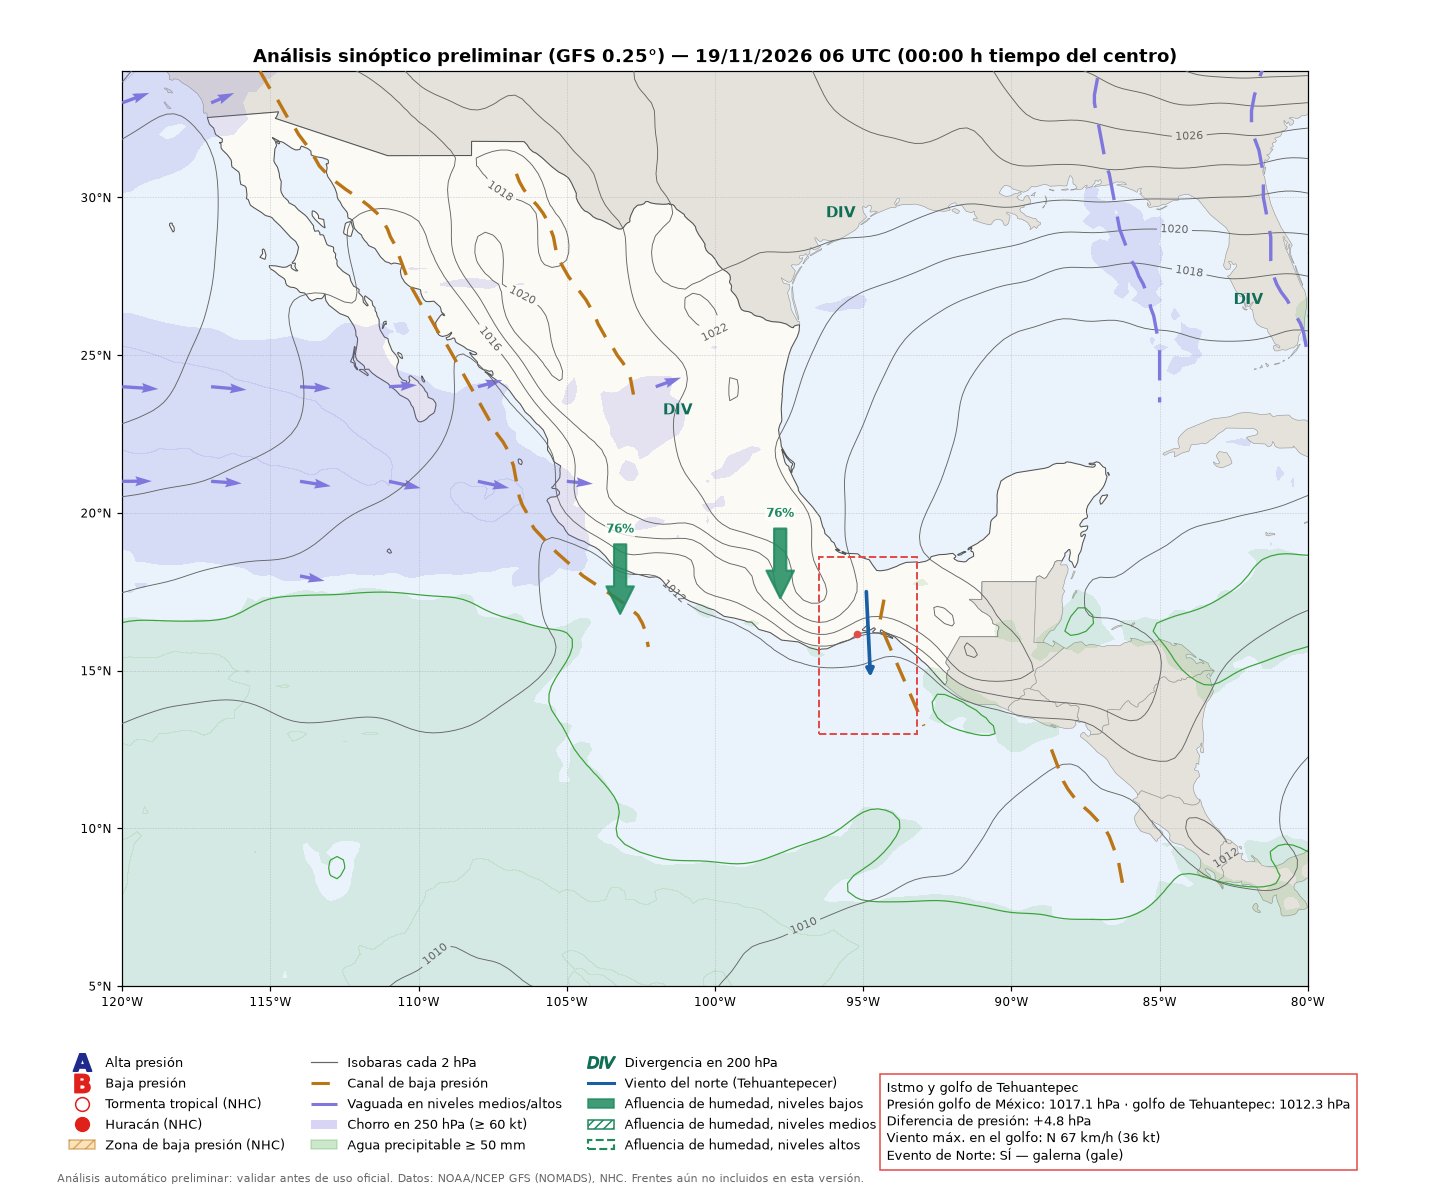 Análisis sinóptico preliminar (GFS 0.25°) — 19/11/2026 06 UTC (00:00 h tiempo del centro)
1026
30°N
1018
DIV
1020
1018
1020
DIV
1022
1016
25°N
DIV
20°N
76%
76%
1012
15°N
10°N
1012
1010
1010
5°N
120°W
115°W
110°W
105°W
100°W
95°W
90°W
85°W
80°W
A Alta presión
B Baja presión
Tormenta tropical (NHC)
Huracán (NHC)
Zona de baja presión (NHC)
Isobaras cada 2 hPa
Canal de baja presión
Vaguada en niveles medios/altos
Chorro en 250 hPa (≥ 60 kt)
Agua precipitable ≥ 50 mm
DIV Divergencia en 200 hPa
Viento del norte (Tehuantepecer)
Afluencia de humedad, niveles bajos
Afluencia de humedad, niveles medios
Afluencia de humedad, niveles altos
Istmo y golfo de Tehuantepec
Presión golfo de México: 1017.1 hPa · golfo de Tehuantepec: 1012.3 hPa
Diferencia de presión: +4.8 hPa
Viento máx. en el golfo: N 67 km/h (36 kt)
Evento de Norte: SÍ — galerna (gale)
Análisis automático preliminar: validar antes de uso oficial. Datos: NOAA/NCEP GFS (NOMADS), NHC. Frentes aún no incluidos en esta versión.